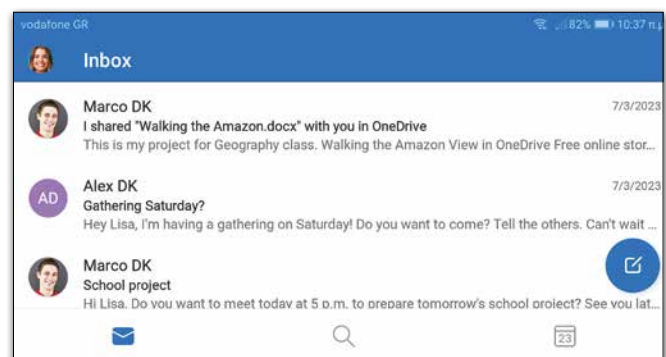 vodafone GR
82% 10:37 π.μ
Inbox
Marco DK 7/3/2023
I shared "Walking the Amazon.docx" with you in OneDrive
This is my project for Geography class. Walking the Amazon View in OneDrive Free online stor...
AD
Alex DK 7/3/2023
Gathering Saturday?
Hey Lisa, I'm having a gathering on Saturday! Do you want to come? Tell the others. Can't wait ...
Marco DK
School project
Hi Lisa. Do you want to meet today at 5 p.m. to prepare tomorrow's school project? See you lat...
23